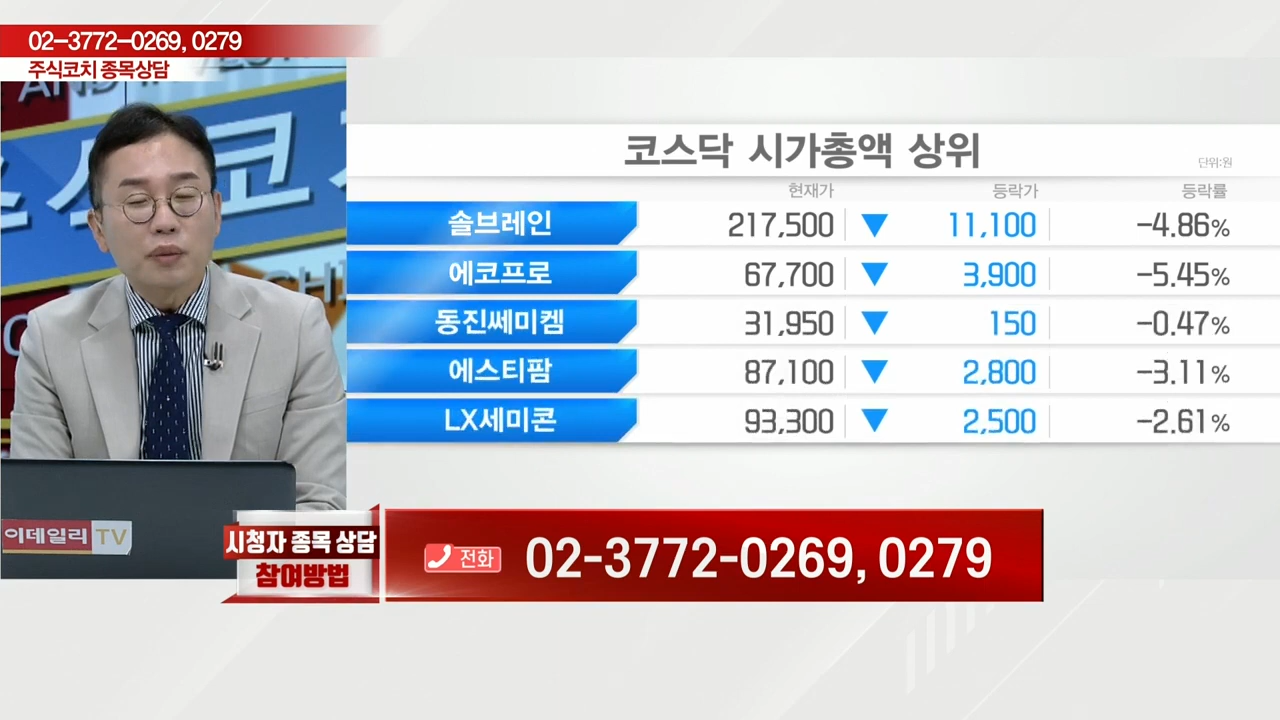 02-3772-0269, 0279
주식코치 종목상담
코스닥 시가총액 상위
단위:원
현재가 등락가 등락률
솔브레인 217,500 ▼ 11,100 -4.86%
에코프로 67,700 ▼ 3,900 -5.45%
동진쎄미켐 31,950 ▼ 150 -0.47%
에스티팜 87,100 ▼ 2,800 -3.11%
LX세미콘 93,300 ▼ 2,500 -2.61%
이데일리 TV
시청자 종목 상담
참여방법
전화 02-3772-0269, 0279